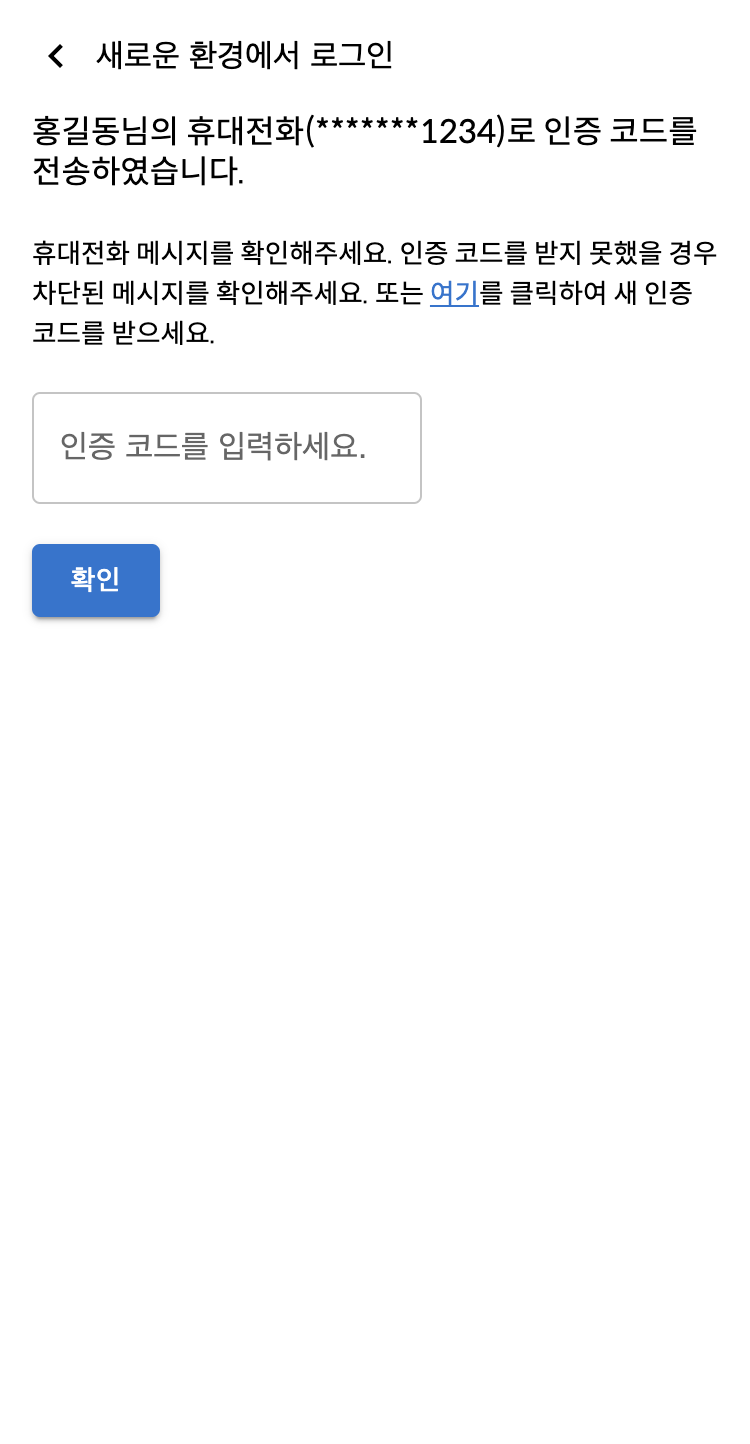 새로운 환경에서 로그인
홍길동님의 휴대전화(*******1234)로 인증 코드를
전송하였습니다.
휴대전화 메시지를 확인해주세요. 인증 코드를 받지 못했을 경우
차단된 메시지를 확인해주세요. 또는 여기를 클릭하여 새 인증
코드를 받으세요.
인증 코드를 입력하세요.
확인